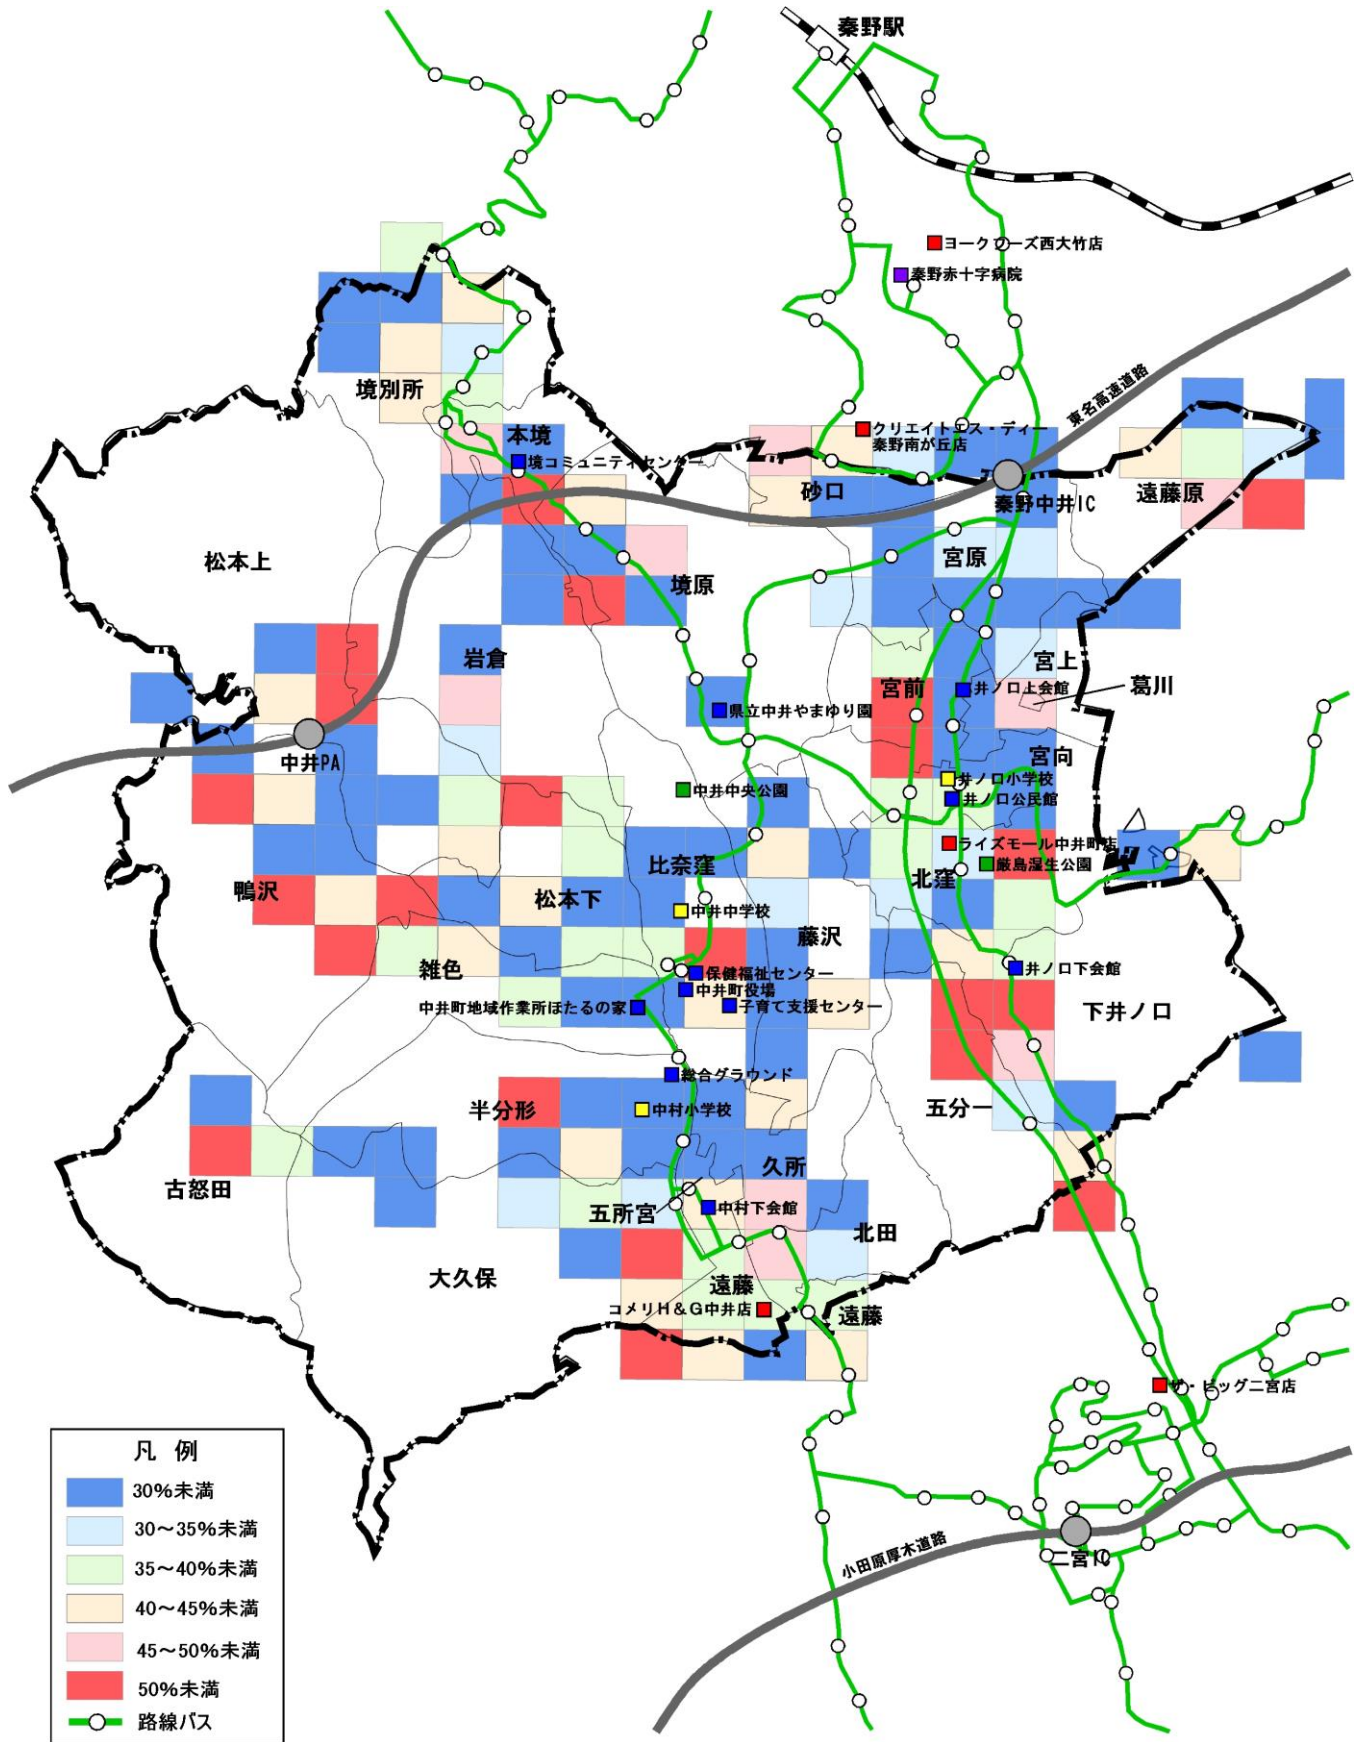 秦野駅
ヨークフーズ西大竹店
秦野赤十字病院
東名高速道路
境別所
本境
クリエイトエス・ディー
秦野南が丘店
境コミュニティセンター
砂口
秦野中井IC
遠藤原
松本上
宮原
境原
岩倉
宮上
宮前
井ノ口上会館
葛川
県立中井やまゆり園
中井PA
宮向
井ノ口小学校
中井中央公園
井ノ口公民館
ライズモール中井町店
比奈窪
厳島湿生公園
北窪
鴨沢
松本下
中井中学校
藤沢
雑色
保健福祉センター
井ノ口下会館
中井町役場
中井町地域作業所ほたるの家
子育て支援センター
下井ノ口
総合グラウンド
半分形
中村小学校
五分一
久所
古怒田
五所宮
中村下会館
北田
大久保
遠藤
コメリH＆G中井店
遠藤
ザ・ビッグ二宮店
小田原厚木道路
二宮IC
凡 例
30%未満
30～35%未満
35～40%未満
40～45%未満
45～50%未満
50%未満
路線バス